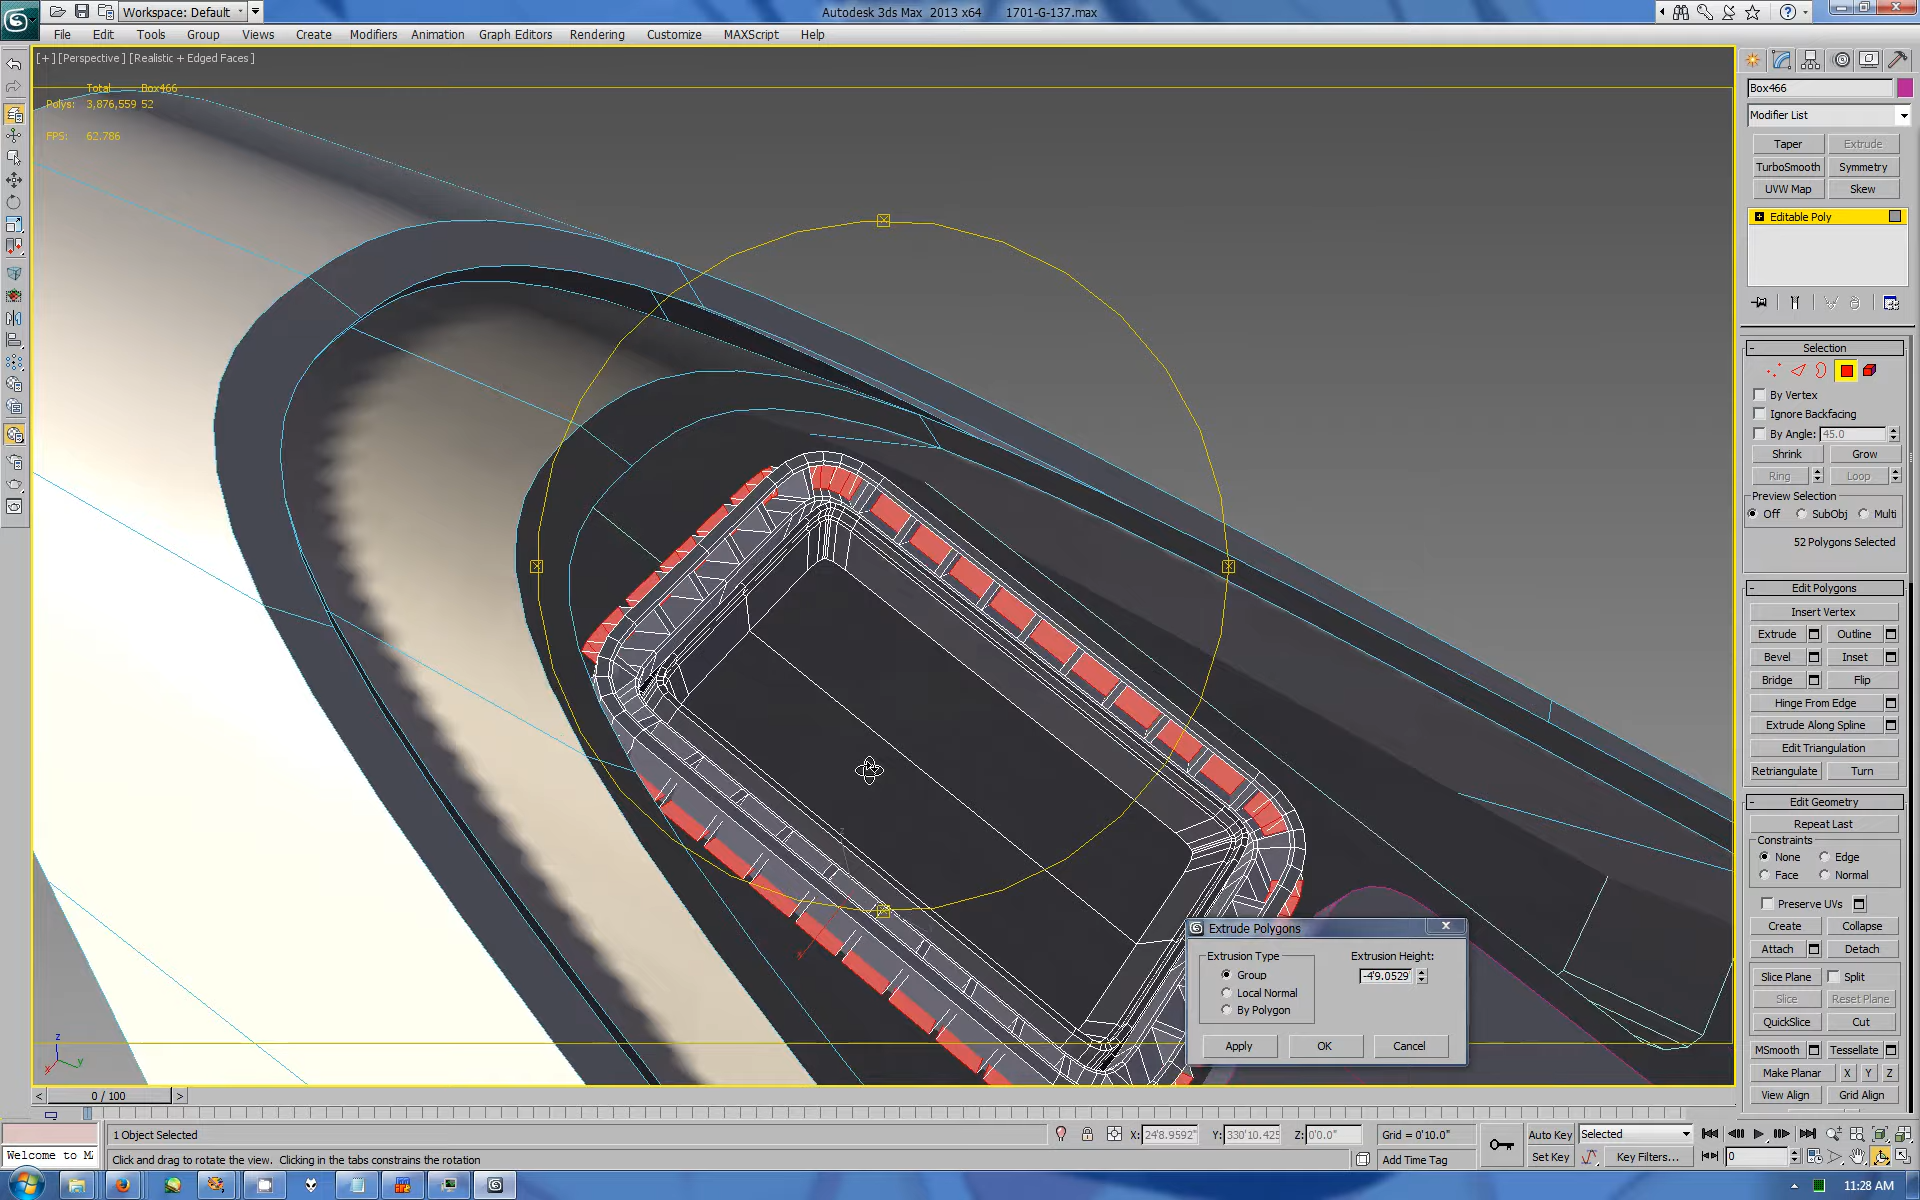 Workspace: Default
Autodesk 3ds Max 2013 x64 1701-G-137.max
File Edit Tools Group Views Create Modifiers Animation Graph Editors Rendering Customize MAXScript Help
[+] [Perspective ] [Realistic + Edged Faces ]
Total Box466
Polys: 3,876,559 52
FPS: 62.786
Box466
Modifier List
Taper Extrude
TurboSmooth Symmetry
UVW Map Skew
Editable Poly
Selection
By Vertex
Ignore Backfacing
By Angle: 45.0
Shrink Grow
Ring Loop
Preview Selection
Off SubObj Multi
52 Polygons Selected
Edit Polygons
Insert Vertex
Extrude Outline
Bevel Inset
Bridge Flip
Hinge From Edge
Extrude Along Spline
Edit Triangulation
Retriangulate Turn
Edit Geometry
Repeat Last
Constraints
None Edge
Face Normal
Preserve UVs
Create Collapse
Attach Detach
Slice Plane Split
Slice Reset Plane
QuickSlice Cut
MSmooth Tessellate
Make Planar X Y Z
View Align Grid Align
Extrude Polygons
Extrusion Type
Group
Local Normal
By Polygon
Extrusion Height:
-4'9.0529
Apply OK Cancel
z
y
x
0 / 100
1 Object Selected
X: 24'8.9592" Y: 330'10.425 Z: 0'0.0"
Grid = 0'10.0"
Auto Key Selected
Welcome to Ma
Click and drag to rotate the view. Clicking in the tabs constrains the rotation
Add Time Tag
Set Key Key Filters... 0
11:28 AM